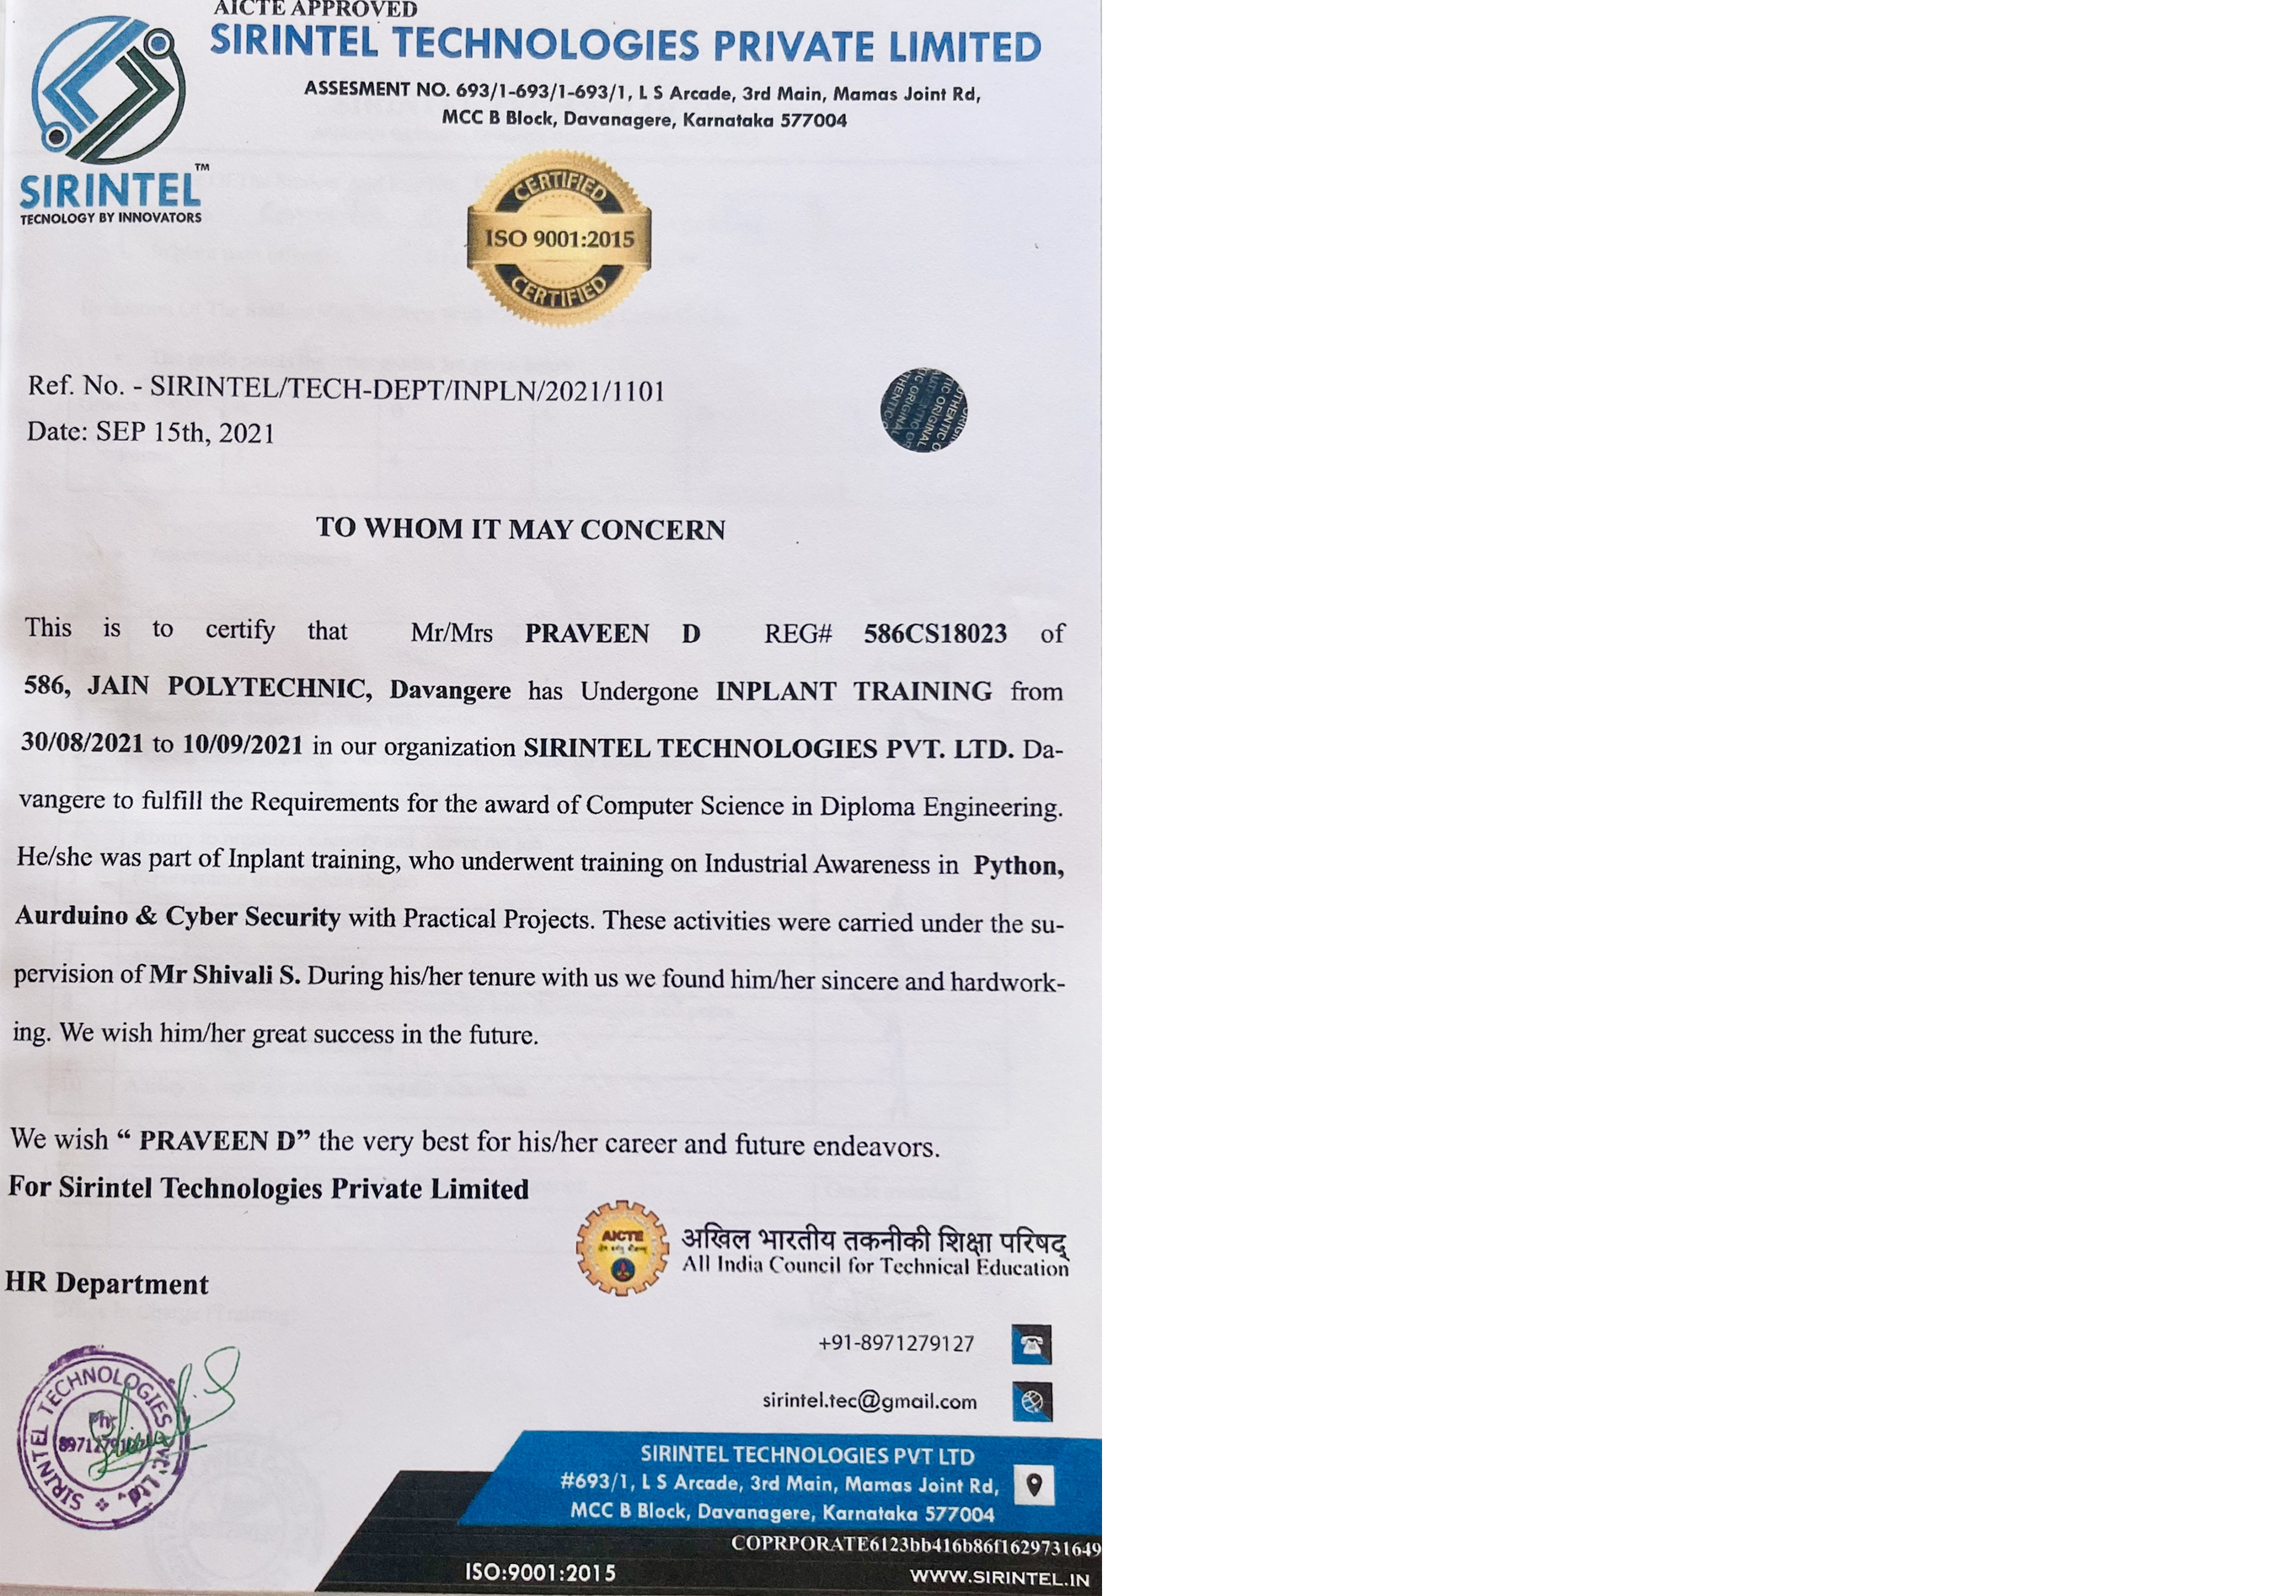 AICTE APPROVED
SIRINTEL TECHNOLOGIES PRIVATE LIMITED
ASSESMENT NO. 693/1-693/1-693/1, L S Arcade, 3rd Main, Mamas Joint Rd,
MCC B Block, Davanagere, Karnataka 577004
SIRINTEL™
TECNOLOGY BY INNOVATORS
CERTIFIED
ISO 9001:2015
CERTIFIED
Ref. No. - SIRINTEL/TECH-DEPT/INPLN/2021/1101
Date: SEP 15th, 2021
AUTHENTIC ORIGINAL
TO WHOM IT MAY CONCERN
This is to certify that Mr/Mrs PRAVEEN D REG# 586CS18023 of
586, JAIN POLYTECHNIC, Davangere has Undergone INPLANT TRAINING from
30/08/2021 to 10/09/2021 in our organization SIRINTEL TECHNOLOGIES PVT. LTD. Da-
vangere to fulfill the Requirements for the award of Computer Science in Diploma Engineering.
He/she was part of Inplant training, who underwent training on Industrial Awareness in Python,
Aurduino & Cyber Security with Practical Projects. These activities were carried under the su-
pervision of Mr Shivali S. During his/her tenure with us we found him/her sincere and hardwork-
ing. We wish him/her great success in the future.
We wish “ PRAVEEN D” the very best for his/her career and future endeavors.
For Sirintel Technologies Private Limited
AICTE
अखिल भारतीय तकनीकी शिक्षा परिषद्
All India Council for Technical Education
HR Department
+91-8971279127
sirintel.tec@gmail.com
SIRINTEL TECHNOLOGIES Pvt. Ltd.
Ph:
SIRINTEL TECHNOLOGIES PVT LTD
#693/1, L S Arcade, 3rd Main, Mamas Joint Rd,
MCC B Block, Davanagere, Karnataka 577004
COPRPORATE6123bb416b86f1629731649
ISO:9001:2015
WWW.SIRINTEL.IN